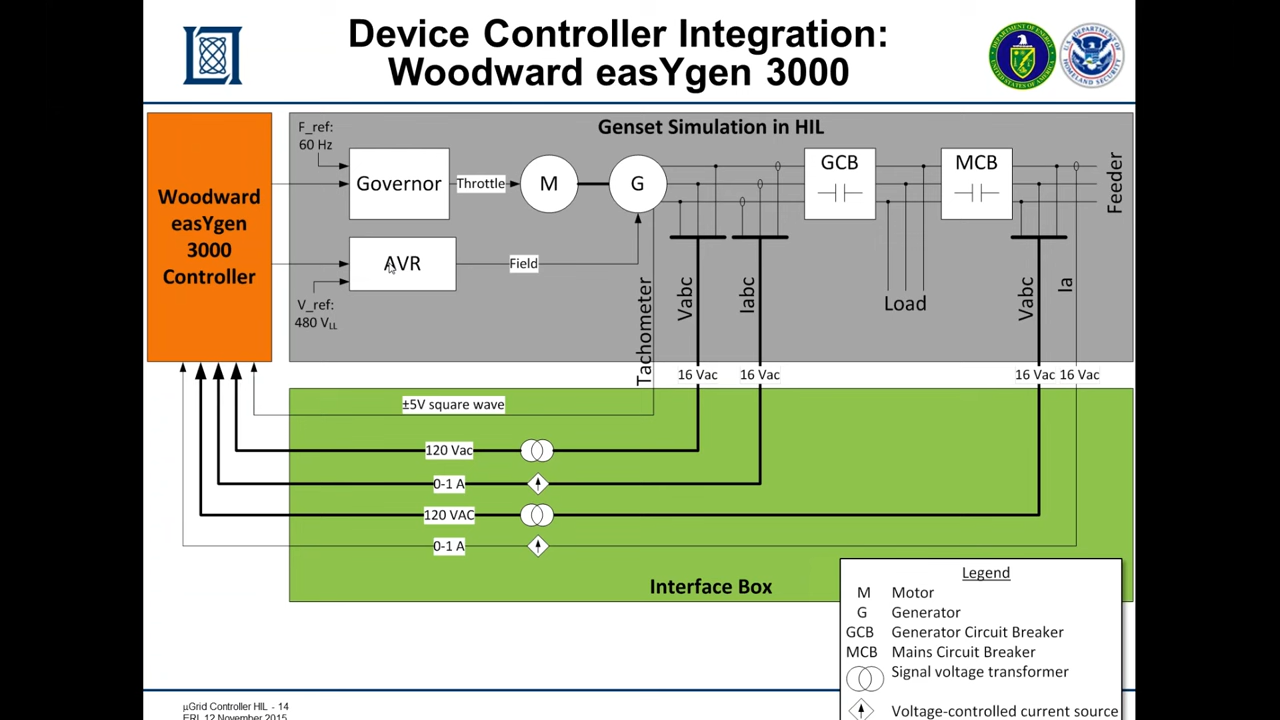 Device Controller Integration:
Woodward easYgen 3000
Genset Simulation in HIL
Woodward
easYgen
3000
Controller
F_ref:
60 Hz
Governor
Throttle
M
G
GCB
MCB
Feeder
AVR
Field
V_ref:
480 VLL
Tachometer
Vabc
Iabc
Load
Vabc
Ia
16 Vac
16 Vac
16 Vac
16 Vac
±5V square wave
120 Vac
0-1 A
120 VAC
0-1 A
Interface Box
Legend
M Motor
G Generator
GCB Generator Circuit Breaker
MCB Mains Circuit Breaker
Signal voltage transformer
Voltage-controlled current source
µGrid Controller HIL - 14
ERL 12 November 2015